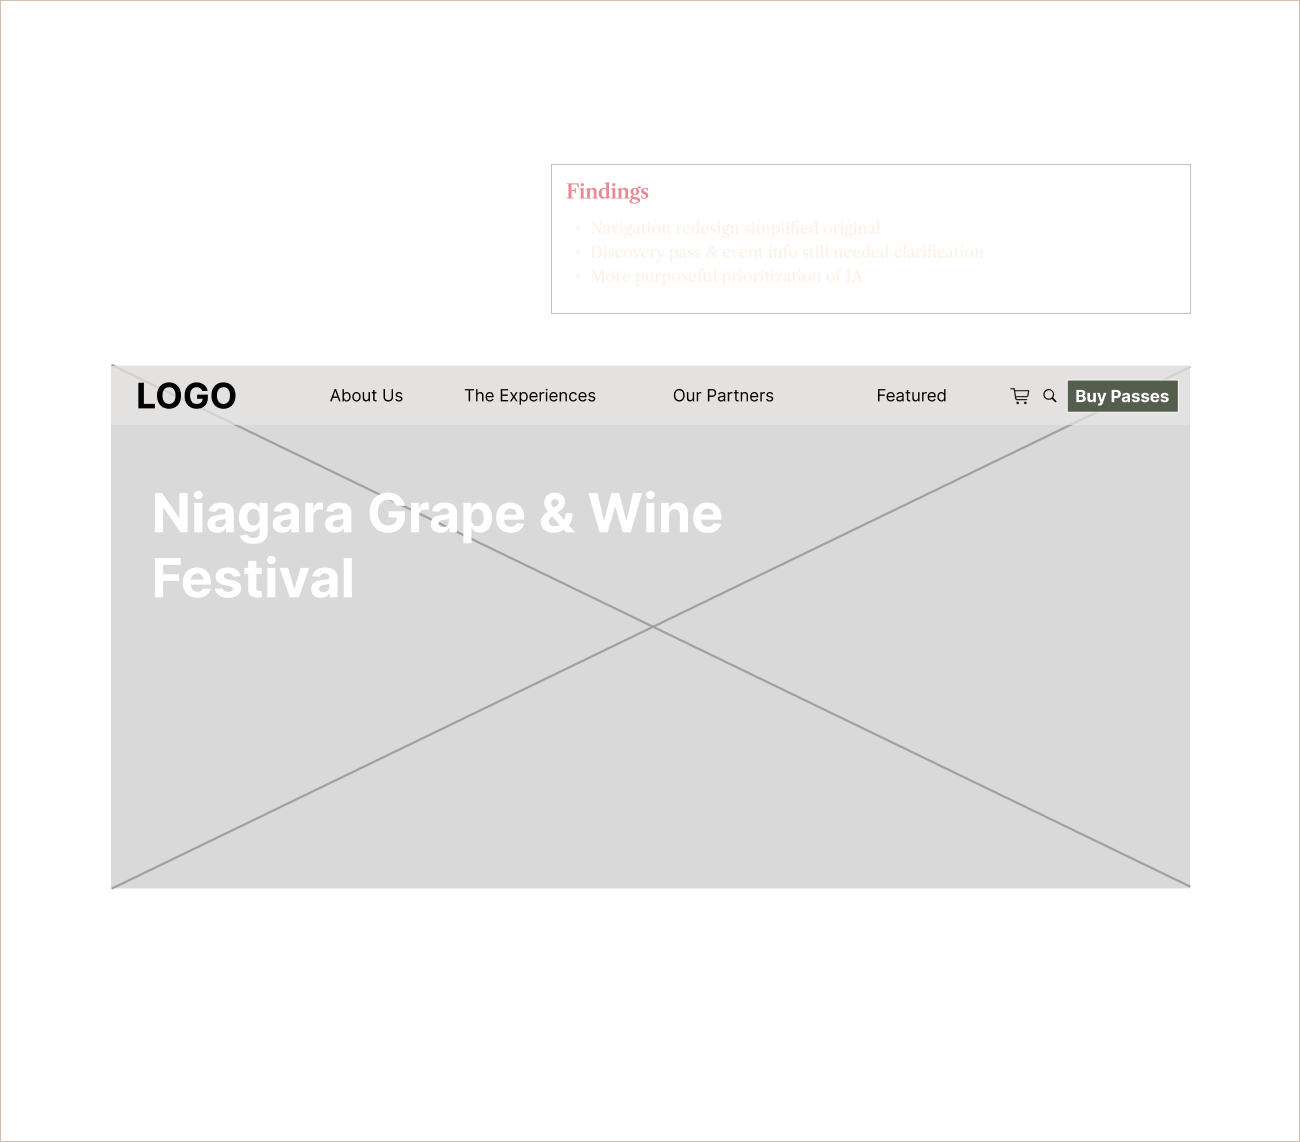 Findings
• Navigation redesign simplified original
• Discovery pass & event info still needed clarification
• More purposeful prioritization of IA
LOGO About Us The Experiences Our Partners Featured Buy Passes
Niagara Grape & Wine
Festival